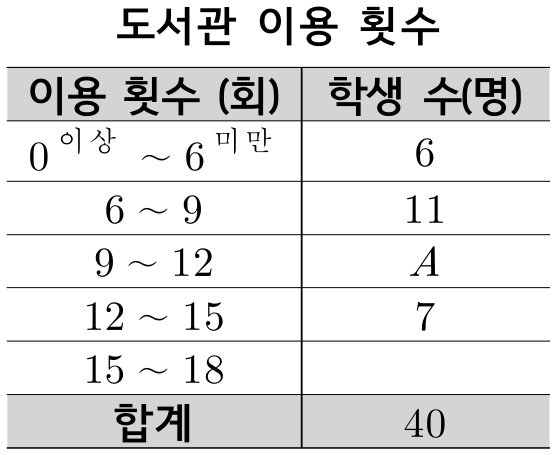 도서관 이용 횟수
이용 횟수 (회) 학생 수(명)
0 이상 ~ 6 미만 6
6 ~ 9 11
9 ~ 12 A
12 ~ 15 7
15 ~ 18
합계 40